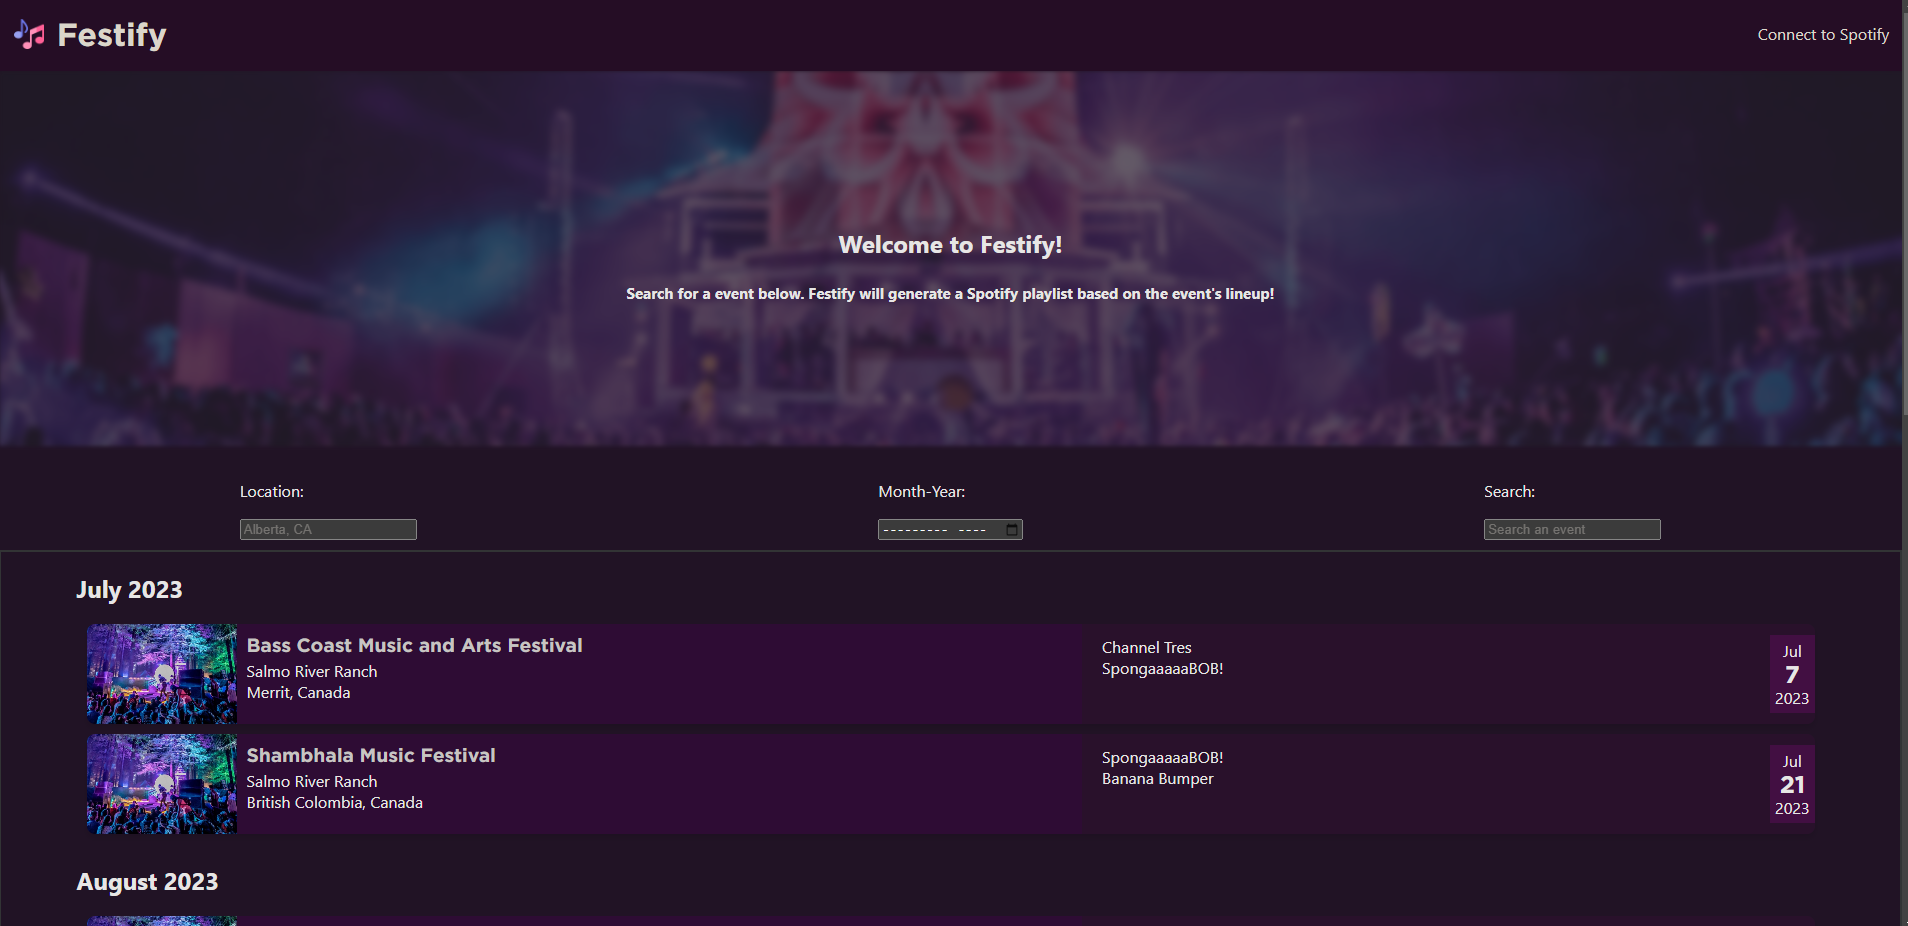 Festify
Connect to Spotify
Welcome to Festify!
Search for a event below. Festify will generate a Spotify playlist based on the event's lineup!
Location:
Month-Year:
Search:
Alberta, CA
--------- ----
Search an event
July 2023
Bass Coast Music and Arts Festival
Salmo River Ranch
Merrit, Canada
Channel Tres
SpongaaaaaBOB!
Jul
7
2023
Shambhala Music Festival
Salmo River Ranch
British Colombia, Canada
SpongaaaaaBOB!
Banana Bumper
Jul
21
2023
August 2023